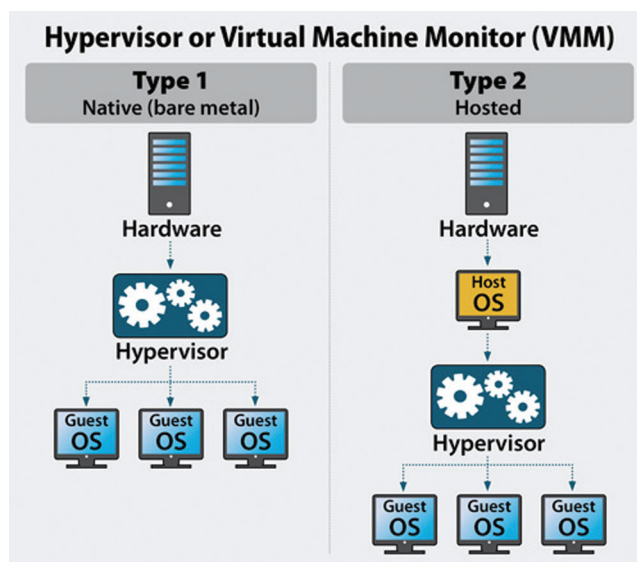 Hypervisor or Virtual Machine Monitor (VMM)
Type 1
Native (bare metal)
Hardware
Hypervisor
Guest
OS
Guest
OS
Guest
OS
Type 2
Hosted
Hardware
Host
OS
Hypervisor
Guest
OS
Guest
OS
Guest
OS